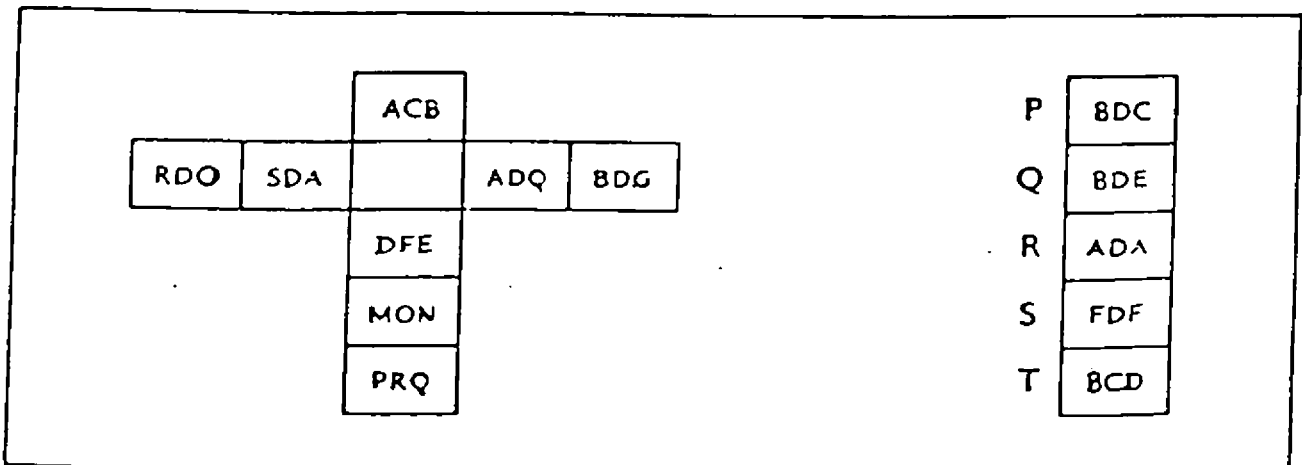 ACB
RDO SDA ADQ BDG
DFE
MON
PRQ
P BDC
Q BDE
R ADA
S FDF
T BCD